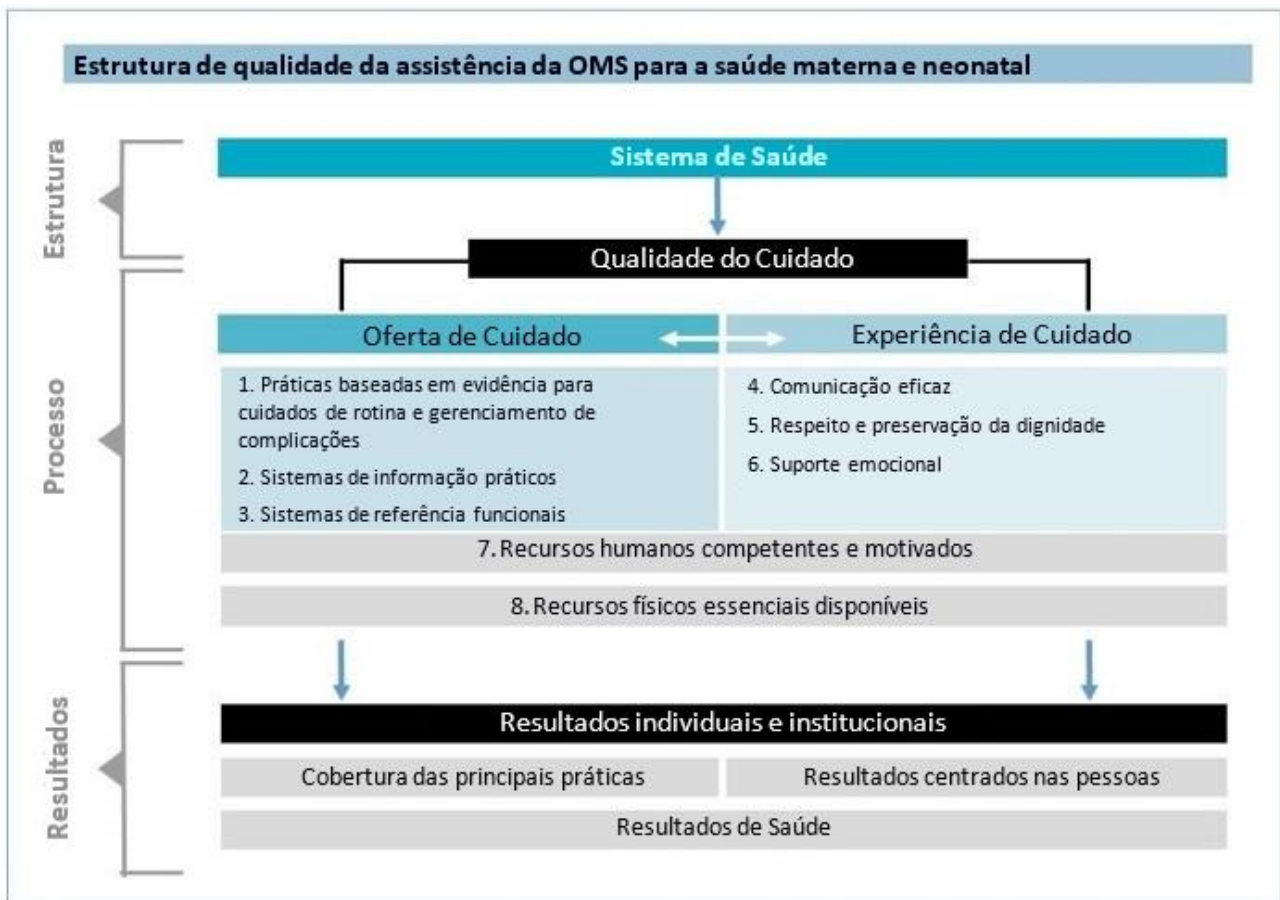 Estrutura de qualidade da assistência da OMS para a saúde materna e neonatal
Estrutura
Sistema de Saúde
Qualidade do Cuidado
Processo
Oferta de Cuidado
Experiência de Cuidado
1. Práticas baseadas em evidência para
cuidados de rotina e gerenciamento de
complicações
2. Sistemas de informação práticos
3. Sistemas de referência funcionais
4. Comunicação eficaz
5. Respeito e preservação da dignidade
6. Suporte emocional
7. Recursos humanos competentes e motivados
8. Recursos físicos essenciais disponíveis
Resultados
Resultados individuais e institucionais
Cobertura das principais práticas
Resultados centrados nas pessoas
Resultados de Saúde